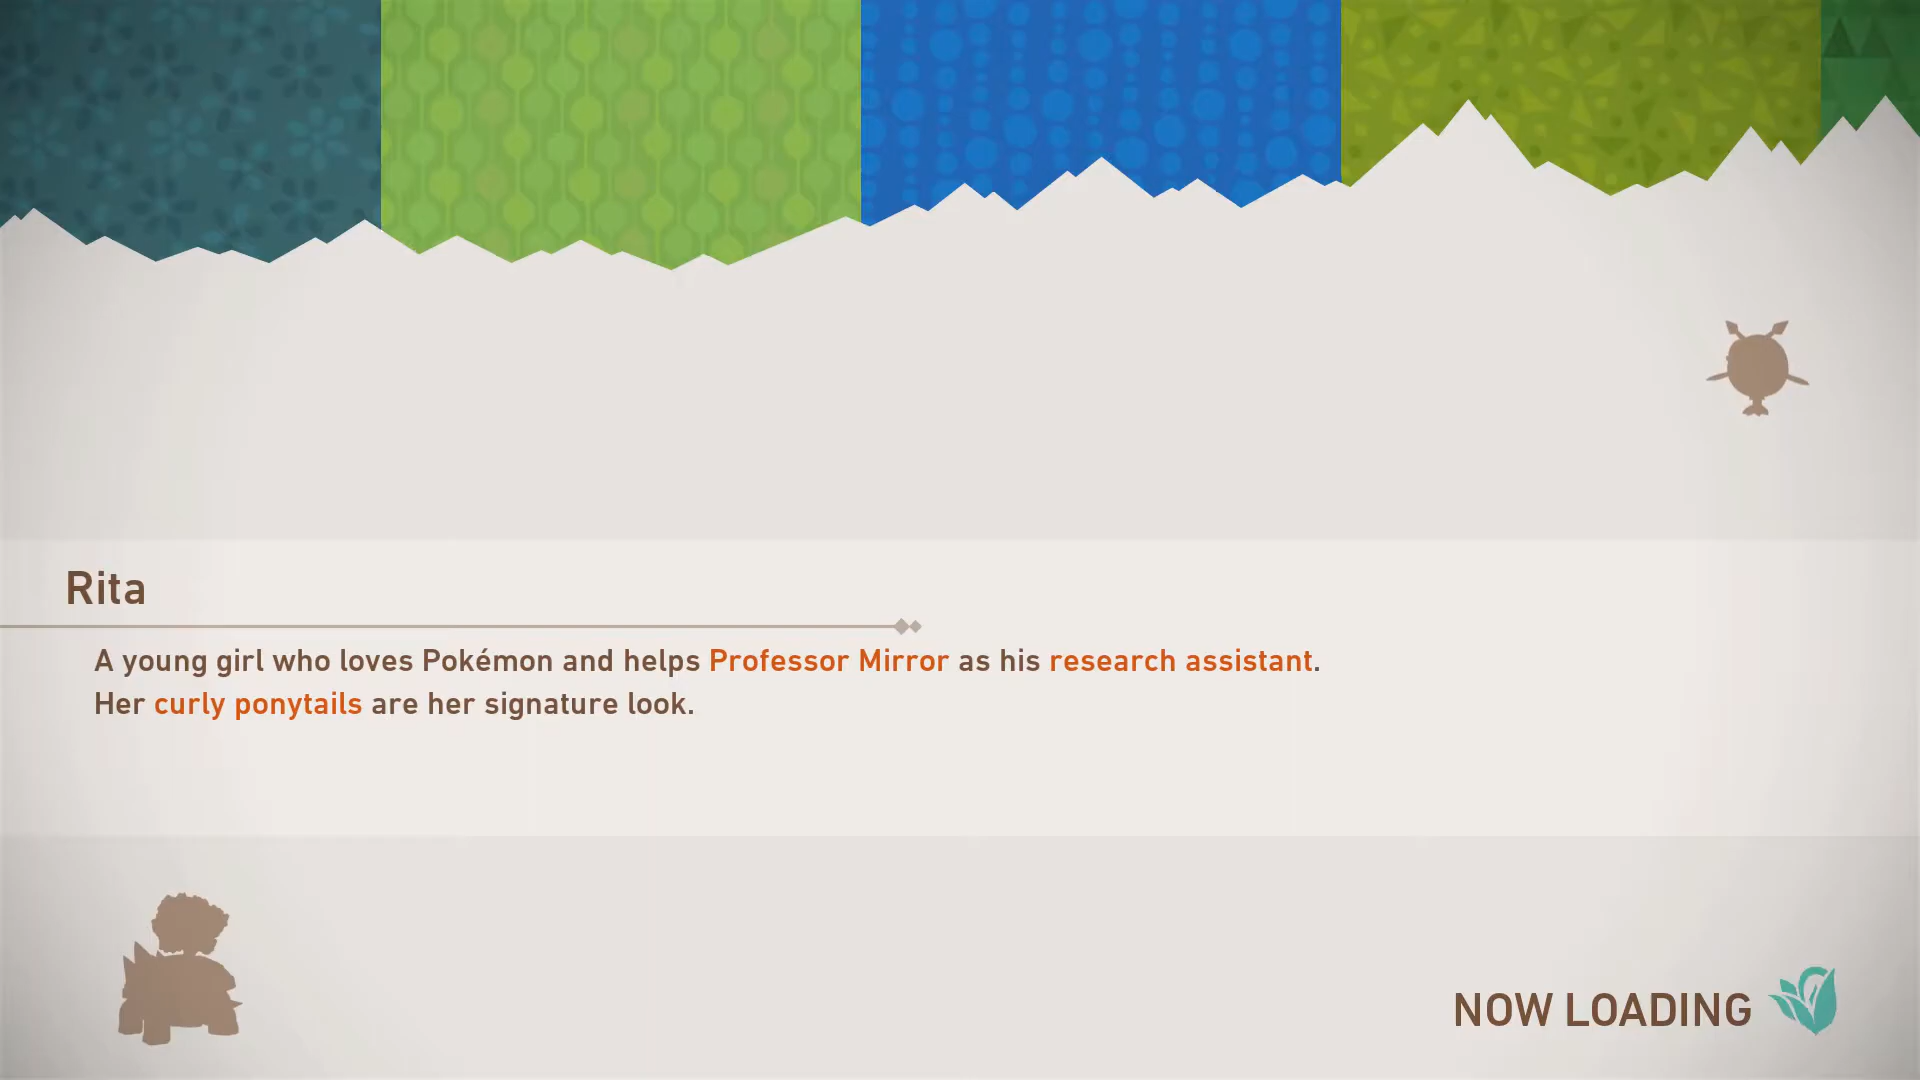 Rita
A young girl who loves Pokémon and helps Professor Mirror as his research assistant.
Her curly ponytails are her signature look.
NOW LOADING